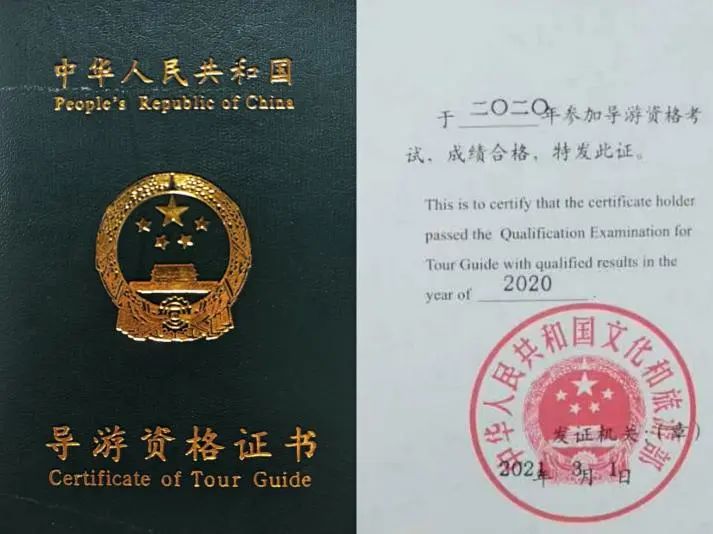 中华人民共和国
People's Republic of China
导游资格证书
Certificate of Tour Guide
于二〇二〇年参加导游资格考
试、成绩合格，特发此证。
This is to certify that the certificate holder
passed the Qualification Examination for
Tour Guide with qualified results in the
year of 2020.
中华人民共和国文化和旅游部
发证机关：（章）
2021年3月1日